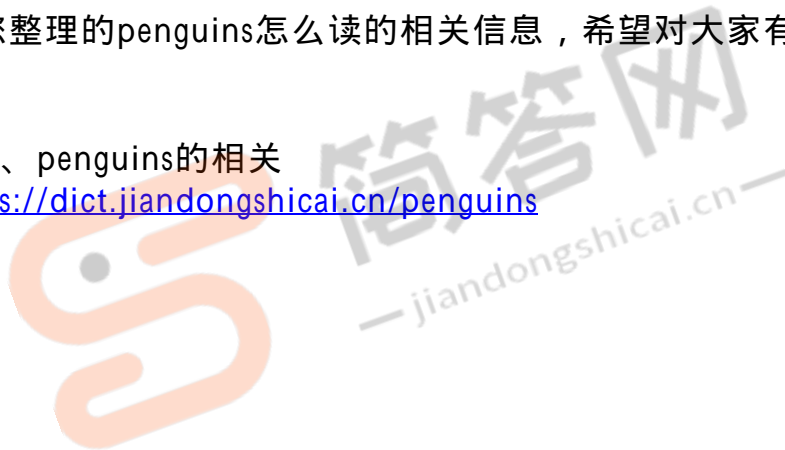 整理的penguins怎么读的相关信息，希望对大家有
、penguins的相关
s://dict.jiandongshicai.cn/penguins
简答网
— jiandongshicai.cn —